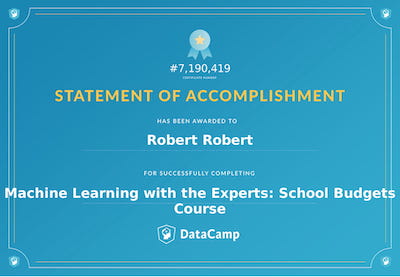 #7,190,419
CERTIFICATE NUMBER
STATEMENT OF ACCOMPLISHMENT
HAS BEEN AWARDED TO
Robert Robert
FOR SUCCESSFULLY COMPLETING
Machine Learning with the Experts: School Budgets
Course
DataCamp